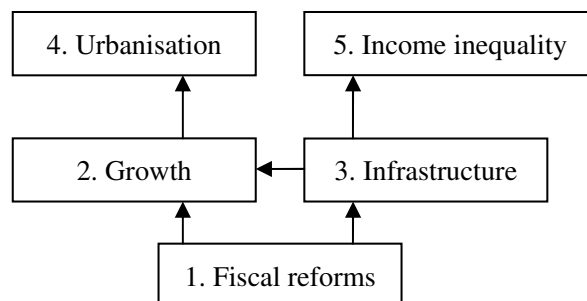 4. Urbanisation
5. Income inequality
2. Growth
3. Infrastructure
1. Fiscal reforms